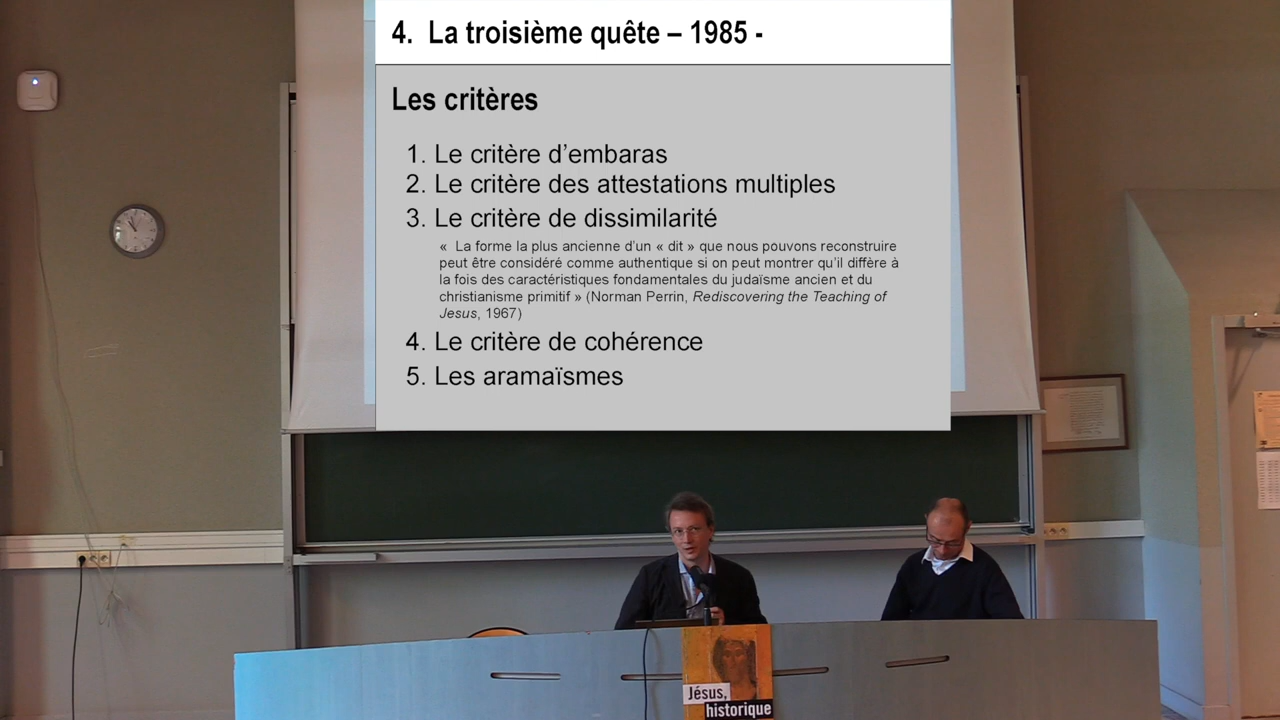 4. La troisième quête – 1985 -
Les critères
1. Le critère d'embaras
2. Le critère des attestations multiples
3. Le critère de dissimilarité
« La forme la plus ancienne d'un « dit » que nous pouvons reconstruire
peut être considéré comme authentique si on peut montrer qu'il diffère à
la fois des caractéristiques fondamentales du judaïsme ancien et du
christianisme primitif » (Norman Perrin, Rediscovering the Teaching of
Jesus, 1967)
4. Le critère de cohérence
5. Les aramaïsmes
Jésus,
historique